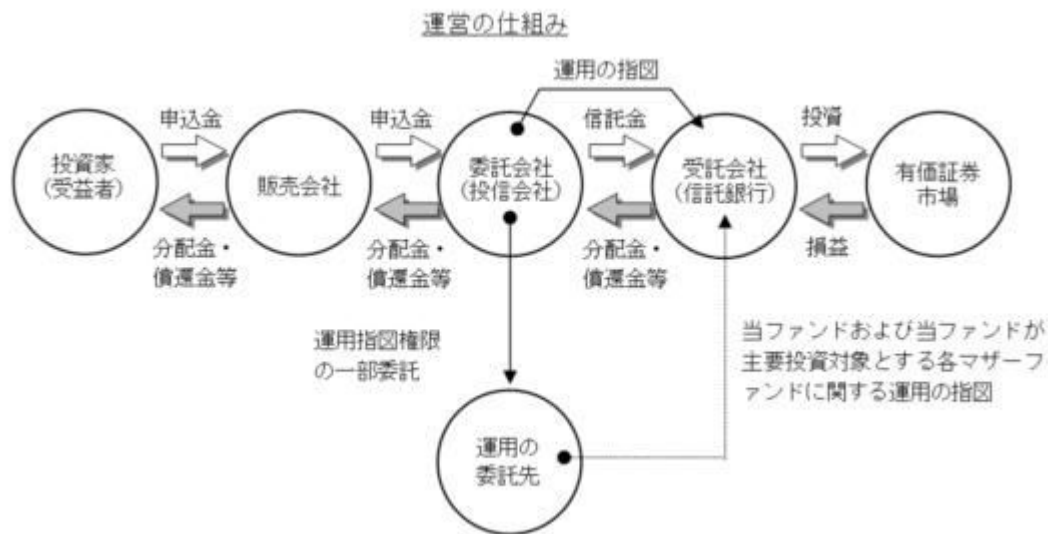 運営の仕組み
運用の指図
申込金
申込金
信託金
投資
投資家
(受益者)
販売会社
委託会社
(投信会社)
受託会社
(信託銀行)
有価証券
市場
分配金・
償還金等
分配金・
償還金等
分配金・
償還金等
損益
運用指図権限
の一部委託
当ファンドおよび当ファンドが
主要投資対象とする各マザーフ
ァンドに関する運用の指図
運用の
委託先